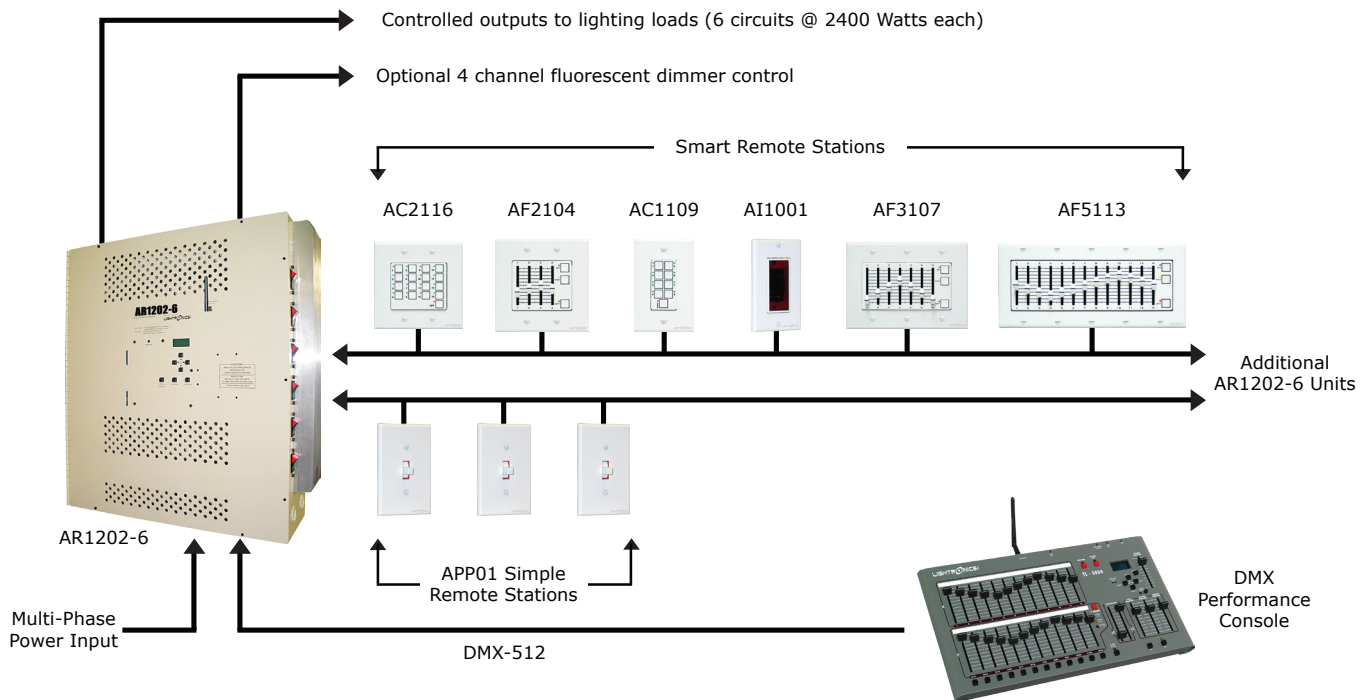 Controlled outputs to lighting loads (6 circuits @ 2400 Watts each)
Optional 4 channel fluorescent dimmer control
Smart Remote Stations
AC2116
AF2104
AC1109
AI1001
AF3107
AF5113
AR1202-6
LIGHTRONICS
Additional
AR1202-6 Units
AR1202-6
APP01 Simple
Remote Stations
Multi-Phase
Power Input
DMX-512
LIGHTRONICS
DMX
Performance
Console